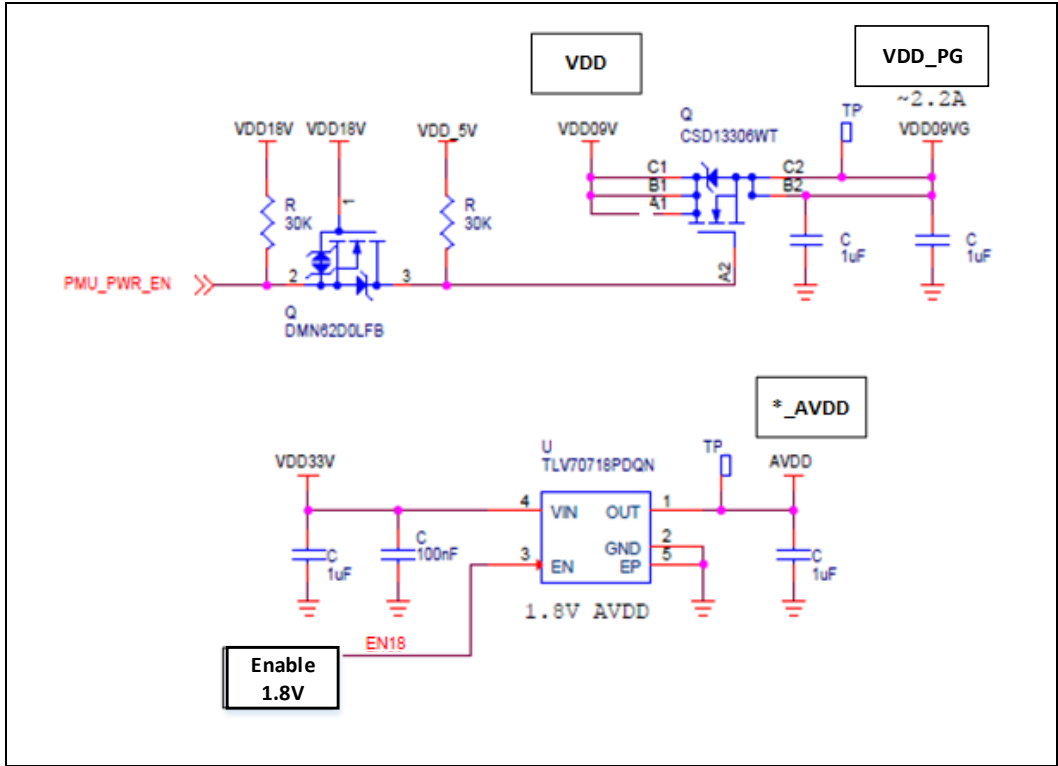 VDD
VDD_PG
~2.2A
VDD18V VDD18V
VDD_5V
VDD09V
Q
CSD13306WT
TP
VDD09VG
C1
B1
A1
C2
B2
A2
R
30K
1
R
30K
C
1uF
C
1uF
PMU_PWR_EN
2
3
Q
DMN62D0LFB
*_AVDD
VDD33V
U
TLV70718PDQN
TP
AVDD
4
VIN
OUT
1
GND
2
EP
5
3
EN
C
1uF
C
100nF
C
1uF
1.8V AVDD
EN18
Enable
1.8V